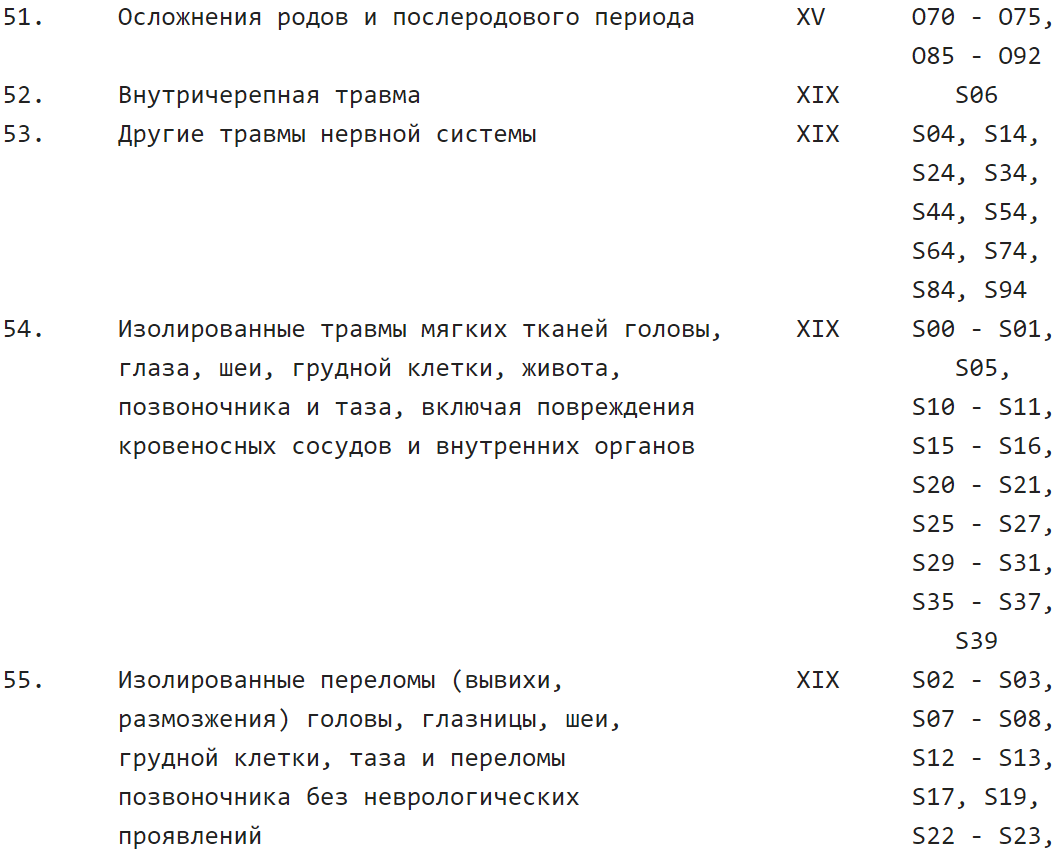 51. Осложнения родов и послеродового периода XV O70 - O75,
O85 - O92
52. Внутричерепная травма XIX S06
53. Другие травмы нервной системы XIX S04, S14,
S24, S34,
S44, S54,
S64, S74,
S84, S94
54. Изолированные травмы мягких тканей головы, XIX S00 - S01,
глаза, шеи, грудной клетки, живота, S05,
позвоночника и таза, включая повреждения S10 - S11,
кровеносных сосудов и внутренних органов S15 - S16,
S20 - S21,
S25 - S27,
S29 - S31,
S35 - S37,
S39
55. Изолированные переломы (вывихи, XIX S02 - S03,
размозжения) головы, глазницы, шеи, S07 - S08,
грудной клетки, таза и переломы S12 - S13,
позвоночника без неврологических S17, S19,
проявлений S22 - S23,